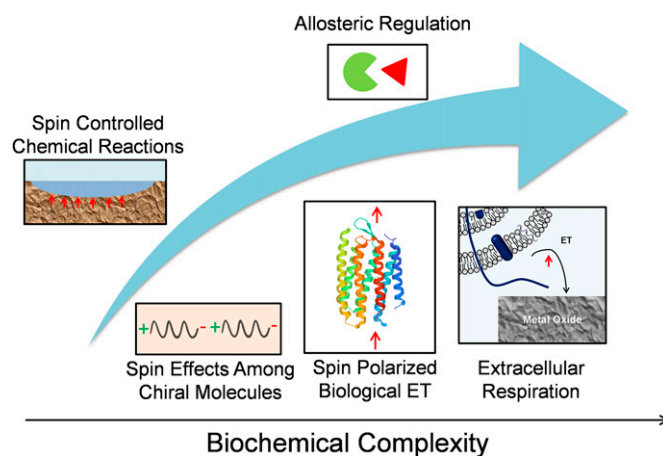 Allosteric Regulation
Spin Controlled
Chemical Reactions
+ - + -
Spin Effects Among
Chiral Molecules
Spin Polarized
Biological ET
ET
Metal Oxide
Extracellular
Respiration
Biochemical Complexity